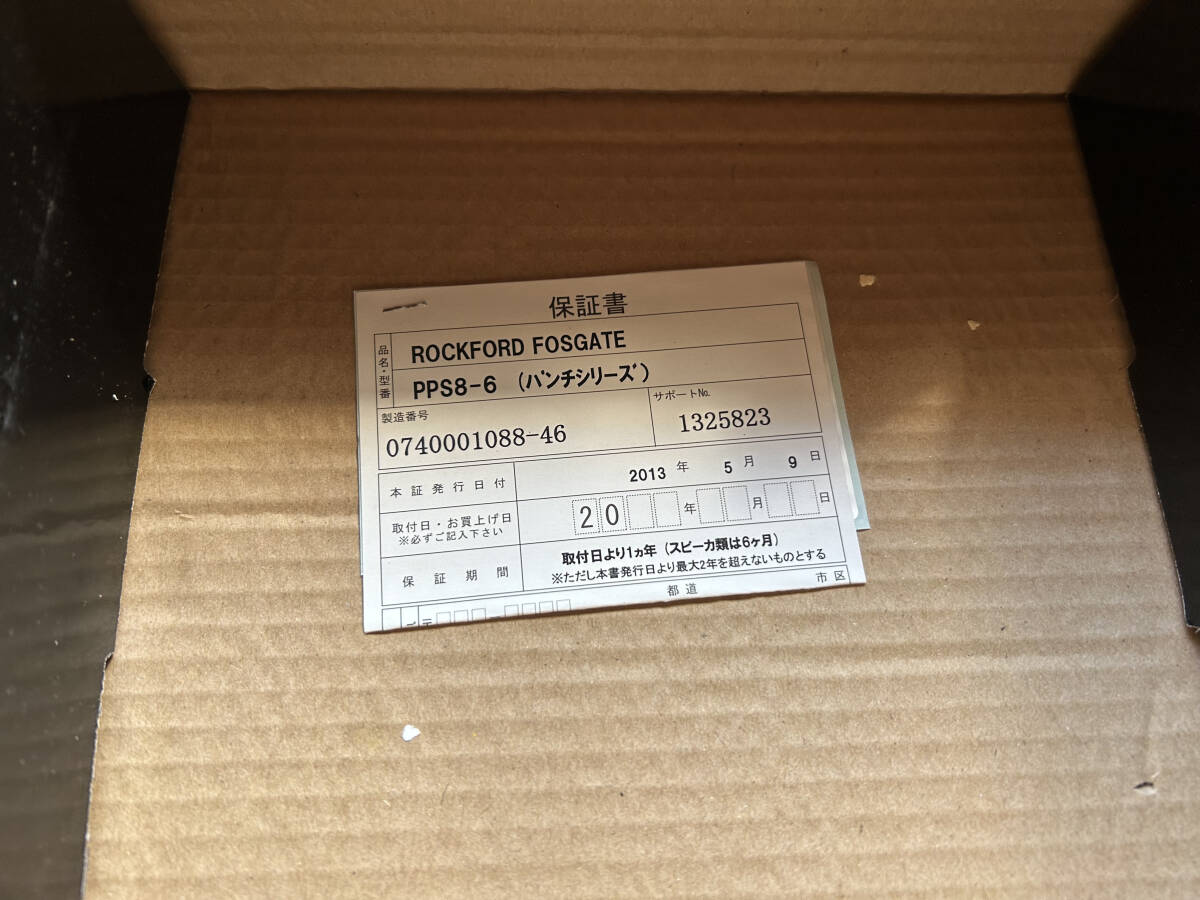 保証書
品名・型番
ROCKFORD FOSGATE
PPS8-6 (パンチシリーズ)
製造番号
0740001088-46
サポートNo.
1325823
本証発行日付
2013 年 5 月 9 日
取付日・お買上げ日
※必ずご記入下さい
20 年 月 日
保証期間
取付日より1ヵ年 (スピーカ類は6ヶ月)
※ただし本書発行日より最大2年を超えないものとする
〒 -
都道
市区